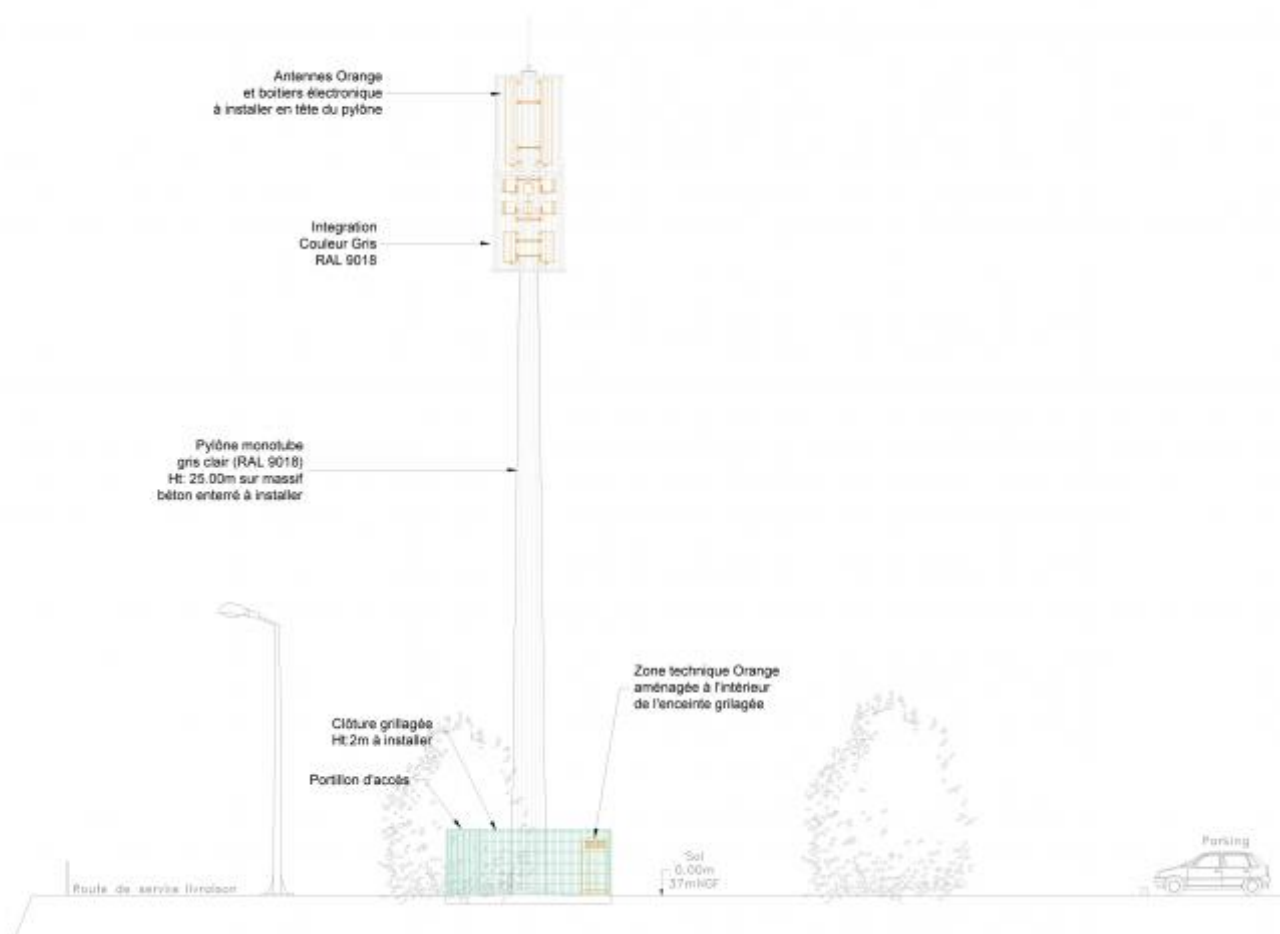 Antennes Orange
et boîtiers électronique
à installer en tête du pylône
Integration
Couleur Gris
RAL 9018
Pylône monotube
gris clair (RAL 9018)
Ht: 25.00m sur massif
béton enterré à installer
Zone technique Orange
aménagée à l'intérieur
de l'enceinte grilagée
Clôture grillagée
Ht:2m à installer
Portillon d'accès
Parking
Sol
0.00m
37mNGF
Route de service livraison